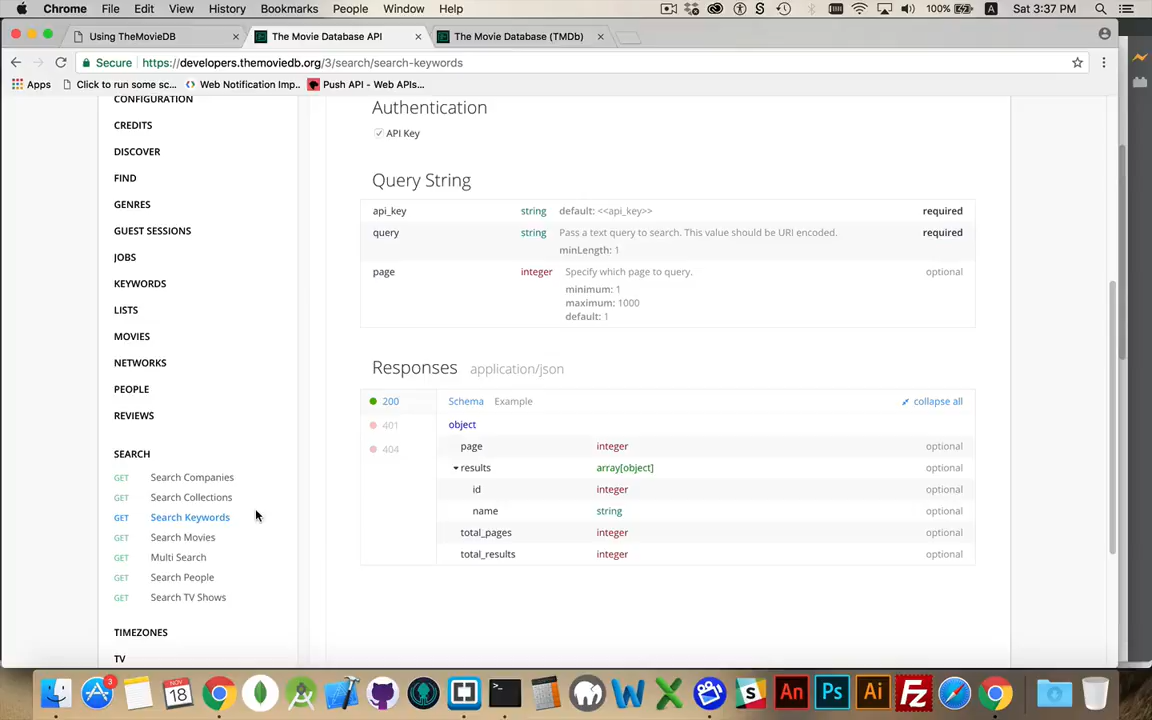 Chrome File Edit View History Bookmarks People Window Help 100% A Sat 3:37 PM
Using TheMovieDB × The Movie Database API × The Movie Database (TMDb) ×
Secure https://developers.themoviedb.org/3/search/search-keywords
Apps Click to run some sc... Web Notification Imp.. Push API - Web APIs...
CONFIGURATION
CREDITS
DISCOVER
FIND
GENRES
GUEST SESSIONS
JOBS
KEYWORDS
LISTS
MOVIES
NETWORKS
PEOPLE
REVIEWS
SEARCH
GET Search Companies
GET Search Collections
GET Search Keywords
GET Search Movies
GET Multi Search
GET Search People
GET Search TV Shows
TIMEZONES
TV
Authentication
API Key
Query String
api_key string default: <<api_key>> required
query string Pass a text query to search. This value should be URI encoded. required
minLength: 1
page integer Specify which page to query. optional
minimum: 1
maximum: 1000
default: 1
Responses application/json
200
401
404
Schema Example collapse all
object
page integer optional
results array[object] optional
id integer optional
name string optional
total_pages integer optional
total_results integer optional
3
NOV
18
W
X
S
An
Ps
Ai
FZ